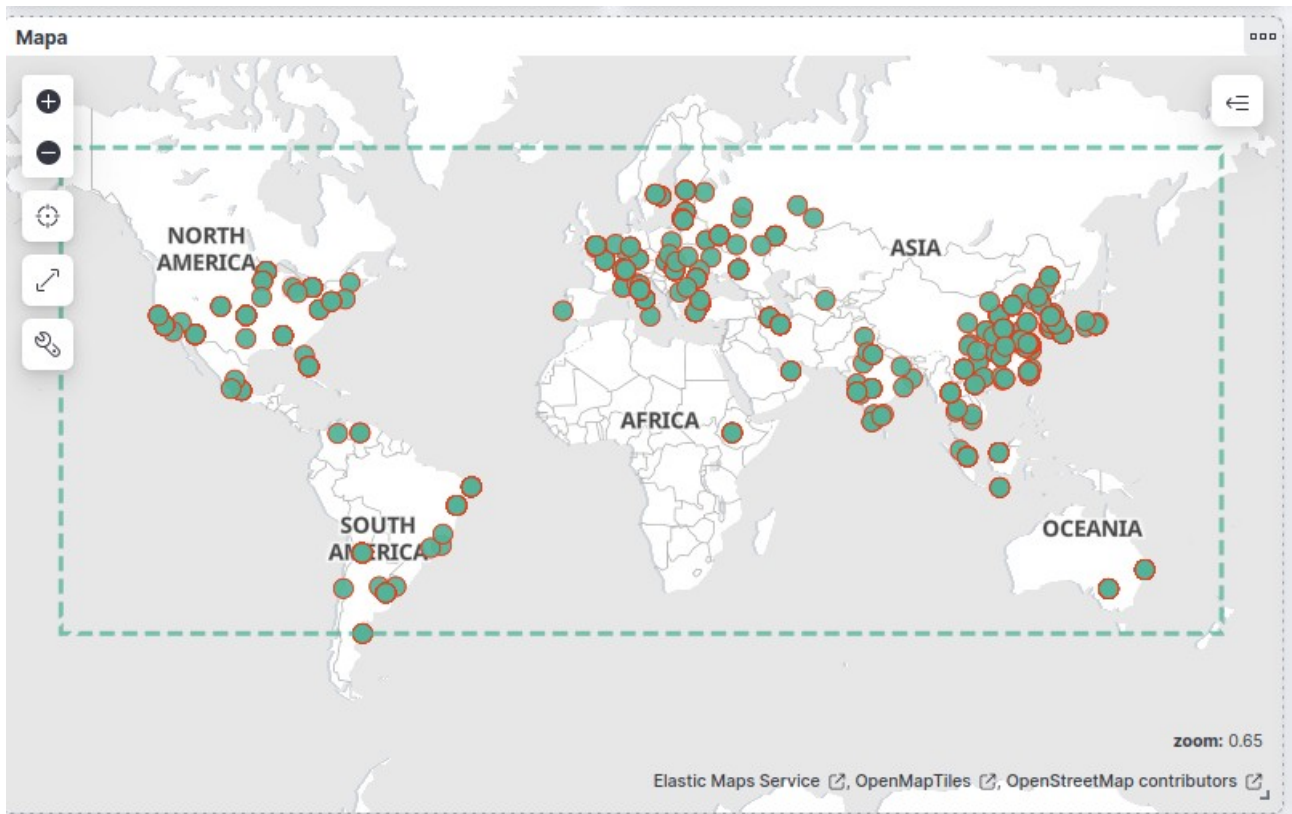 Mapa
NORTH
AMERICA
ASIA
AFRICA
SOUTH
AMERICA
OCEANIA
zoom: 0.65
Elastic Maps Service, OpenMapTiles, OpenStreetMap contributors